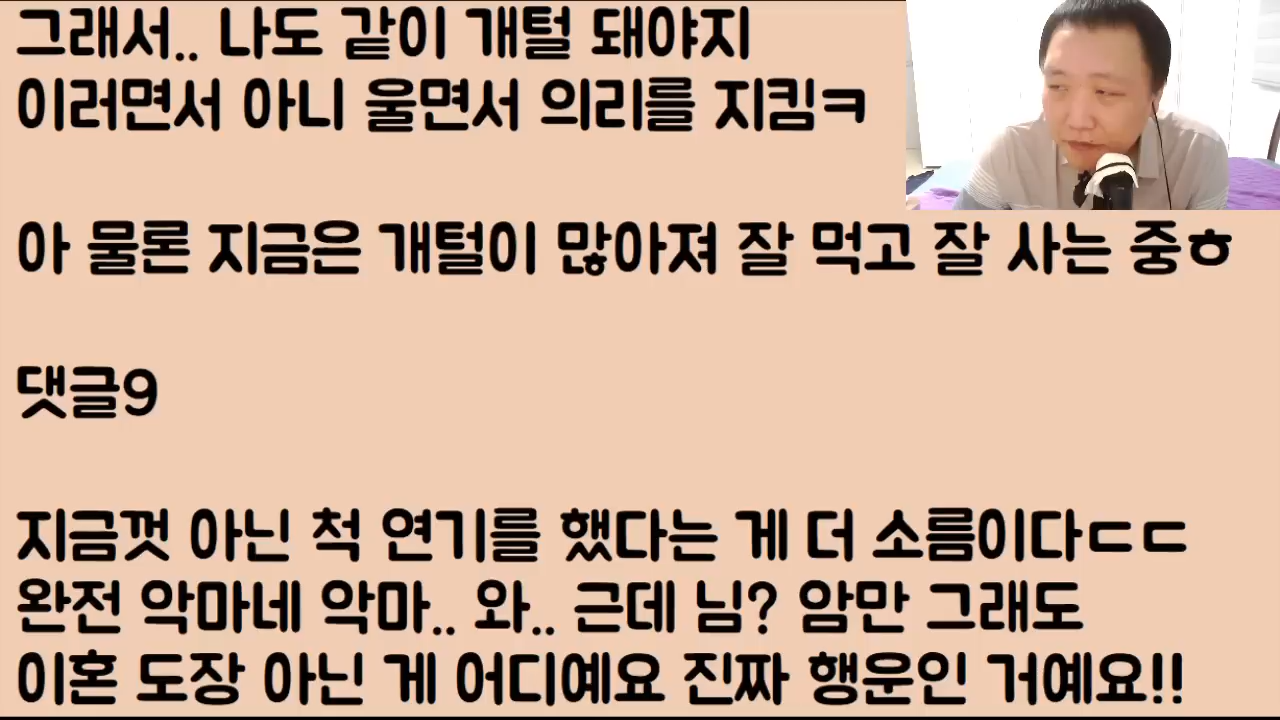 그래서.. 나도 같이 개털 돼야지
이러면서 아니 울면서 의리를 지킴ㅋ
아 물론 지금은 개털이 많아져 잘 먹고 잘 사는 중ㅎ
댓글9
지금껏 아닌 척 연기를 했다는 게 더 소름이다ㄷㄷ
완전 악마네 악마.. 와.. 근데 님? 암만 그래도
이혼 도장 아닌 게 어디예요 진짜 행운인 거예요!!